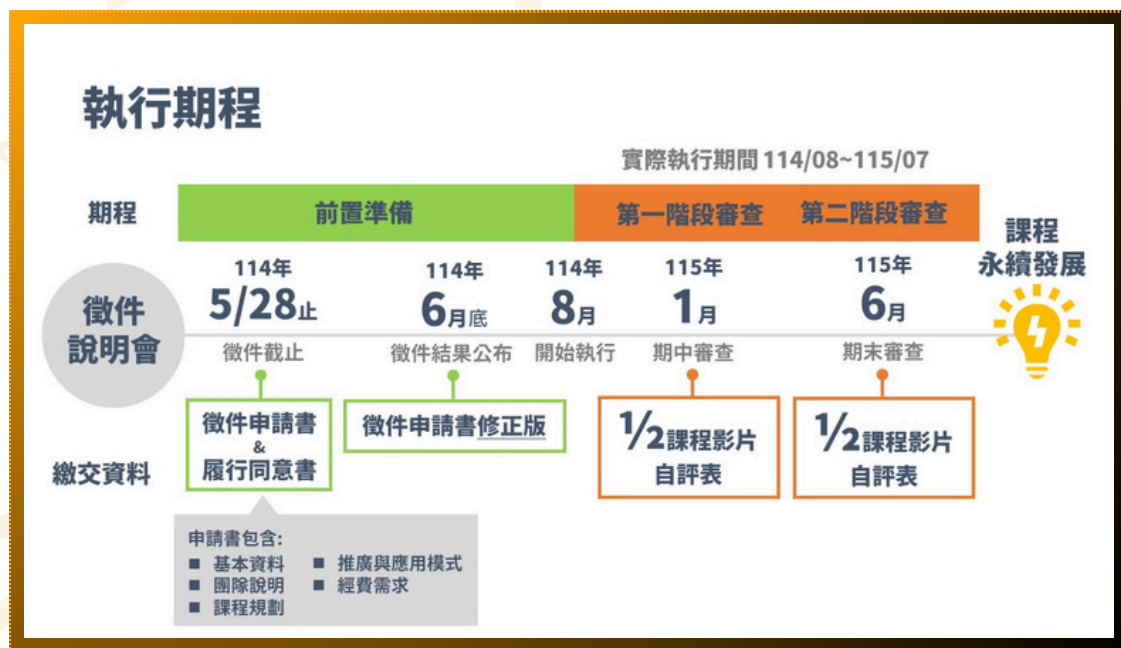 執行期程
實際執行期間 114/08~115/07
期程
前置準備
第一階段審查
第二階段審查
課程
永續發展
徵件
說明會
114年
5/28止
徵件截止
114年
6月底
徵件結果公布
114年
8月
開始執行
115年
1月
期中審查
115年
6月
期末審查
繳交資料
徵件申請書
&
履行同意書
徵件申請書修正版
1/2課程影片
自評表
1/2課程影片
自評表
申請書包含:
■ 基本資料
■ 團隊說明
■ 課程規劃
■ 推廣與應用模式
■ 經費需求